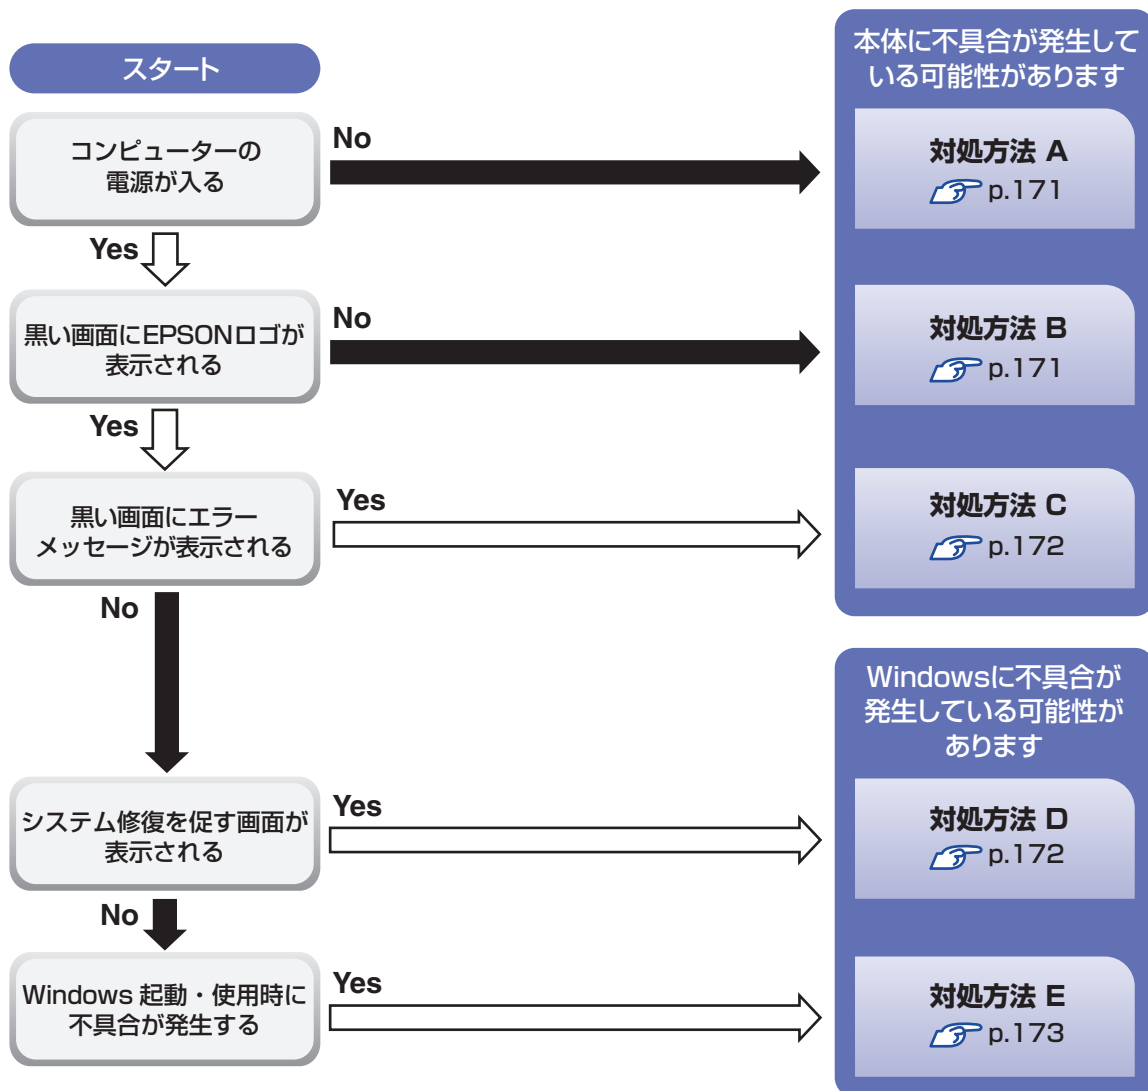 スタート
コンピューターの
電源が入る
No
Yes
黒い画面にEPSONロゴが
表示される
No
Yes
黒い画面にエラー
メッセージが表示される
Yes
No
システム修復を促す画面が
表示される
Yes
No
Windows 起動・使用時に
不具合が発生する
Yes
本体に不具合が発生して
いる可能性があります
対処方法 A
p.171
対処方法 B
p.171
対処方法 C
p.172
Windowsに不具合が
発生している可能性が
あります
対処方法 D
p.172
対処方法 E
p.173